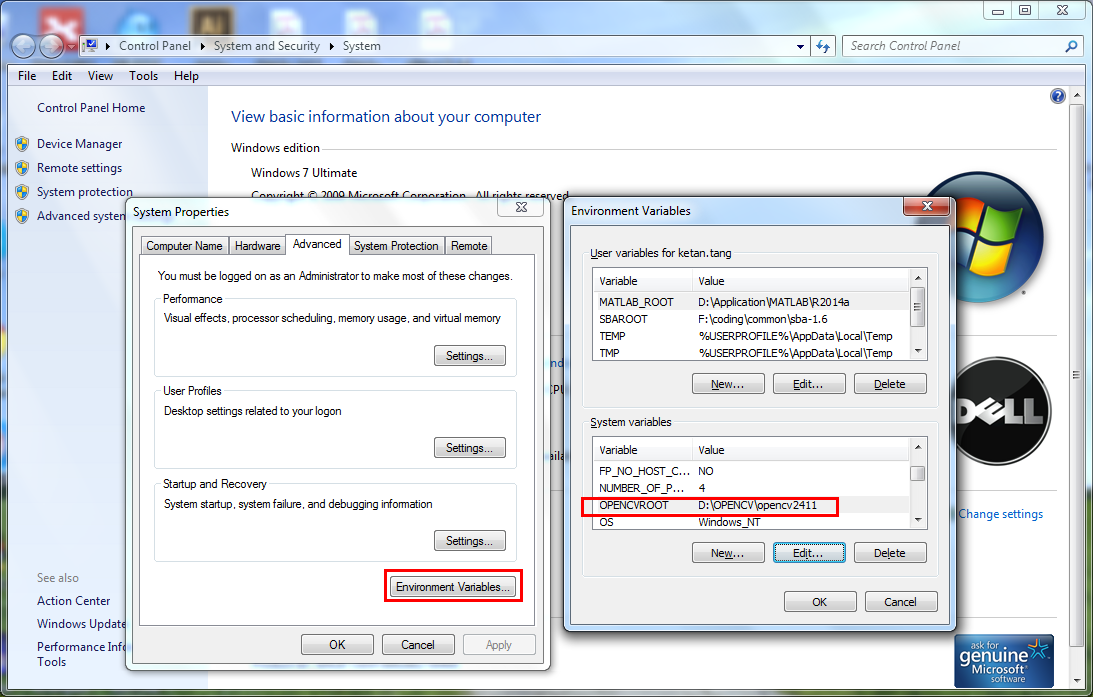 Control Panel ▸ System and Security ▸ System
Search Control Panel
File Edit View Tools Help
Control Panel Home
Device Manager
Remote settings
System protection
Advanced system
See also
Action Center
Windows Update
Performance Info
Tools
View basic information about your computer
Windows edition
Windows 7 Ultimate
Copyright © 2009 Microsoft Corporation. All rights reserved.
System Properties
Computer Name Hardware Advanced System Protection Remote
You must be logged on as an Administrator to make most of these changes.
Performance
Visual effects, processor scheduling, memory usage, and virtual memory
Settings...
User Profiles
Desktop settings related to your logon
Settings...
Startup and Recovery
System startup, system failure, and debugging information
Settings...
Environment Variables...
OK Cancel Apply
Environment Variables
User variables for ketan.tang
Variable Value
MATLAB_ROOT D:\Application\MATLAB\R2014a
SBAROOT F:\coding\common\sba-1.6
TEMP %USERPROFILE%\AppData\Local\Temp
TMP %USERPROFILE%\AppData\Local\Temp
New... Edit... Delete
System variables
Variable Value
FP_NO_HOST_C... NO
NUMBER_OF_P... 4
OPENCVROOT D:\OPENCV\opencv2411
OS Windows_NT
New... Edit... Delete
OK Cancel
DELL
Change settings
ask for
genuine
Microsoft
software